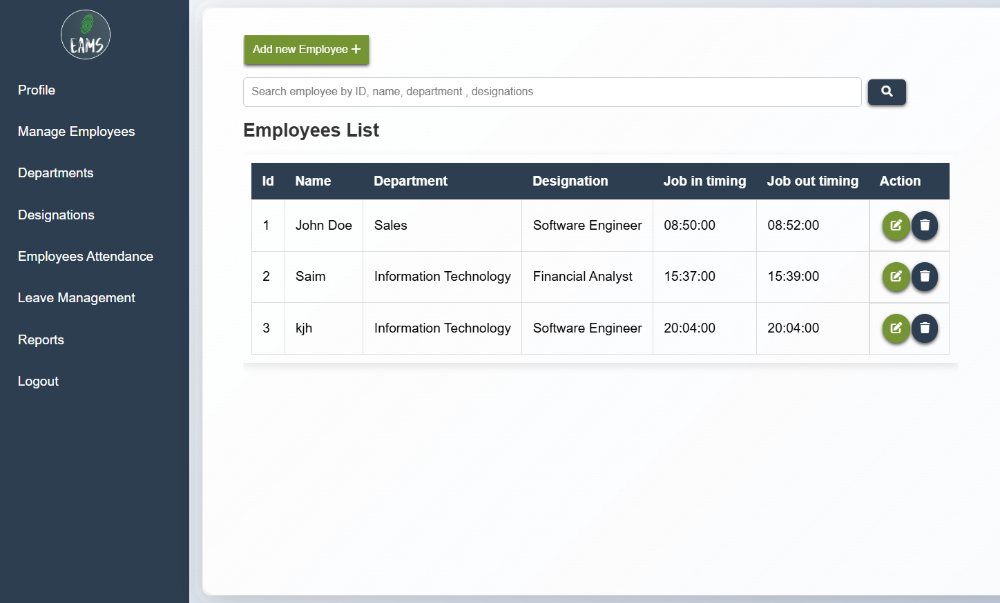 EAMS
Profile
Manage Employees
Departments
Designations
Employees Attendance
Leave Management
Reports
Logout
Add new Employee +
Search employee by ID, name, department , designations
Employees List
Id Name Department Designation Job in timing Job out timing Action
1 John Doe Sales Software Engineer 08:50:00 08:52:00
2 Saim Information Technology Financial Analyst 15:37:00 15:39:00
3 kjh Information Technology Software Engineer 20:04:00 20:04:00